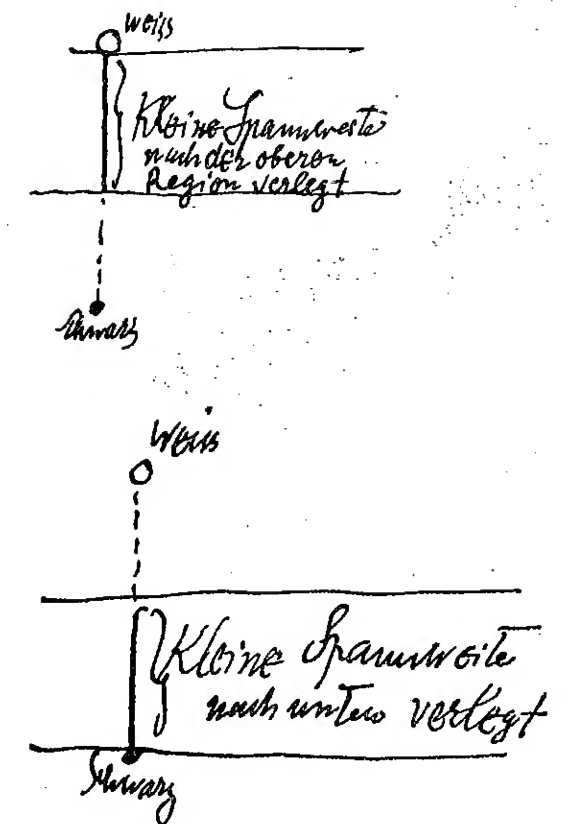 Weiss
Kleine Spannweite
nach der oberen
Region verlegt
Schwarz
Weiss
Kleine Spannweite
nach unten verlegt
Schwarz